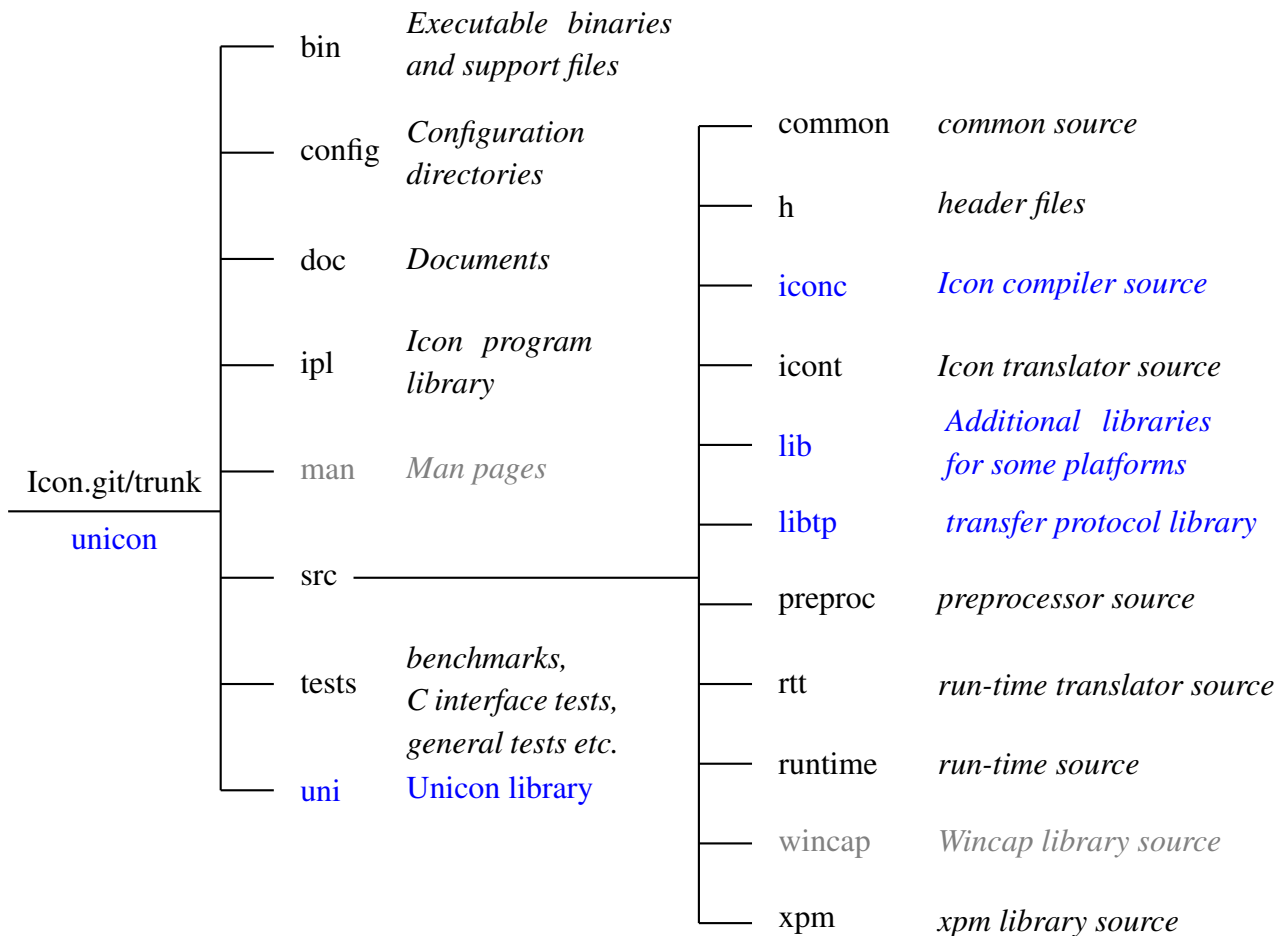 Icon.git/trunk
unicon
bin
Executable binaries
and support files
config
Configuration
directories
doc
Documents
ipl
Icon program
library
man
Man pages
src
tests
benchmarks,
C interface tests,
general tests etc.
uni
Unicon library
common
common source
h
header files
iconc
Icon compiler source
icont
Icon translator source
lib
Additional libraries
for some platforms
libtp
transfer protocol library
preproc
preprocessor source
rtt
run-time translator source
runtime
run-time source
wincap
Wincap library source
xpm
xpm library source